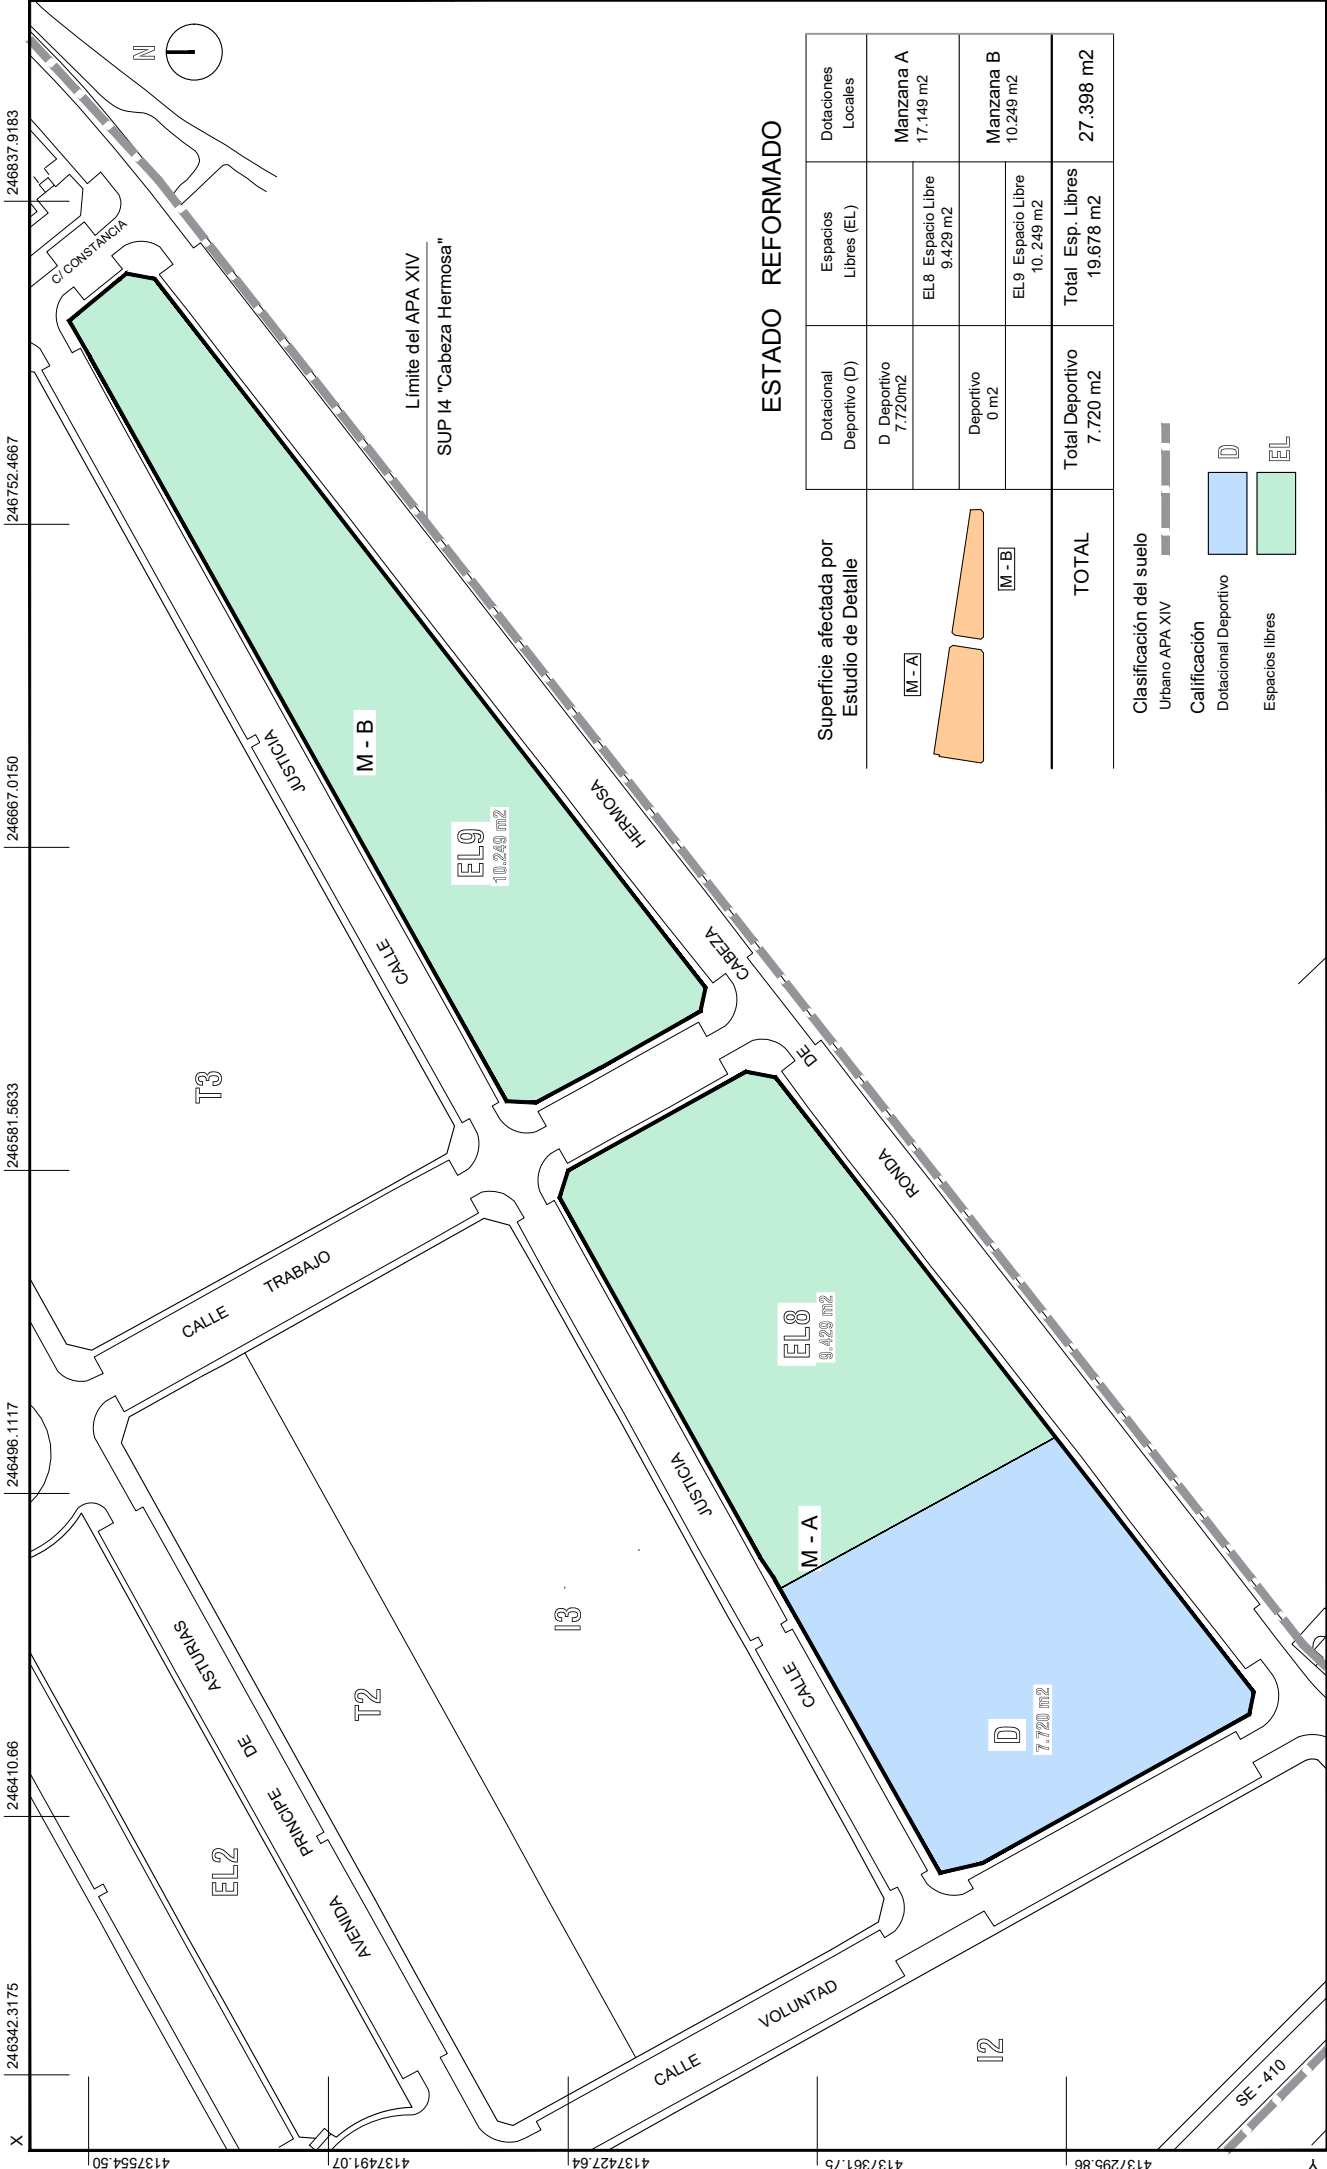 X
246342.3175
246410.66
246496.1117
246581.5633
246667.0150
246752.4667
246837.9183
4137554.50
4137491.07
4137427.64
4137361.75
4137295.86
Y
N
C/ CONSTANCIA
Límite del APA XIV
SUP I4 "Cabeza Hermosa"
T3
CALLE JUSTICIA
M - B
EL9
10.249 m2
RONDA DE CABEZA HERMOSA
CALLE TRABAJO
EL2
AVENIDA PRINCIPE DE ASTURIAS
T2
I3
CALLE JUSTICIA
M - A
EL8
9.429 m2
D
7.720 m2
CALLE VOLUNTAD
I2
SE - 410
ESTADO REFORMADO
Superficie afectada por
Estudio de Detalle
Dotacional
Deportivo (D)
Espacios
Libres (EL)
Dotaciones
Locales
M - A
D Deportivo
7.720m2
EL8 Espacio Libre
9.429 m2
Manzana A
17.149 m2
M - B
Deportivo
0 m2
EL9 Espacio Libre
10. 249 m2
Manzana B
10.249 m2
TOTAL
Total Deportivo
7.720 m2
Total Esp. Libres
19.678 m2
27.398 m2
Clasificación del suelo
Urbano APA XIV
Calificación
Dotacional Deportivo
D
Espacios libres
EL